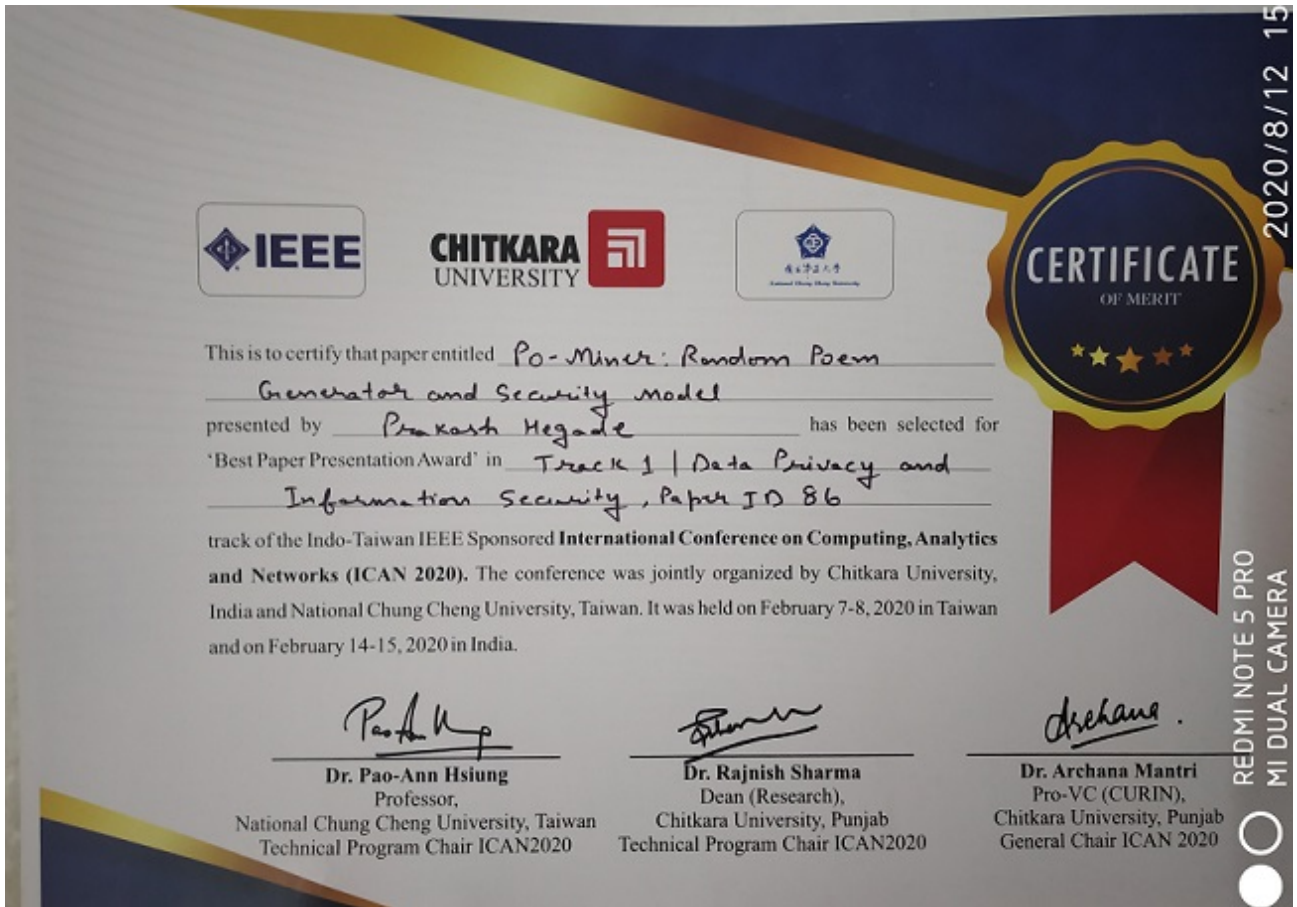 IEEE
CHITKARA
UNIVERSITY
National Chung Cheng University
CERTIFICATE
OF MERIT
This is to certify that paper entitled Po-Miner: Random Poem
Generator and Security Model
presented by Prakash Hegade has been selected for
'Best Paper Presentation Award' in Track 1 | Data Privacy and
Information Security, Paper ID 86
track of the Indo-Taiwan IEEE Sponsored International Conference on Computing, Analytics
and Networks (ICAN 2020). The conference was jointly organized by Chitkara University,
India and National Chung Cheng University, Taiwan. It was held on February 7-8, 2020 in Taiwan
and on February 14-15, 2020 in India.
Archana.
Dr. Pao-Ann Hsiung
Professor,
National Chung Cheng University, Taiwan
Technical Program Chair ICAN2020
Dr. Rajnish Sharma
Dean (Research),
Chitkara University, Punjab
Technical Program Chair ICAN2020
Dr. Archana Mantri
Pro-VC (CURIN),
Chitkara University, Punjab
General Chair ICAN 2020
REDMI NOTE 5 PRO
MI DUAL CAMERA
2020/8/12 15